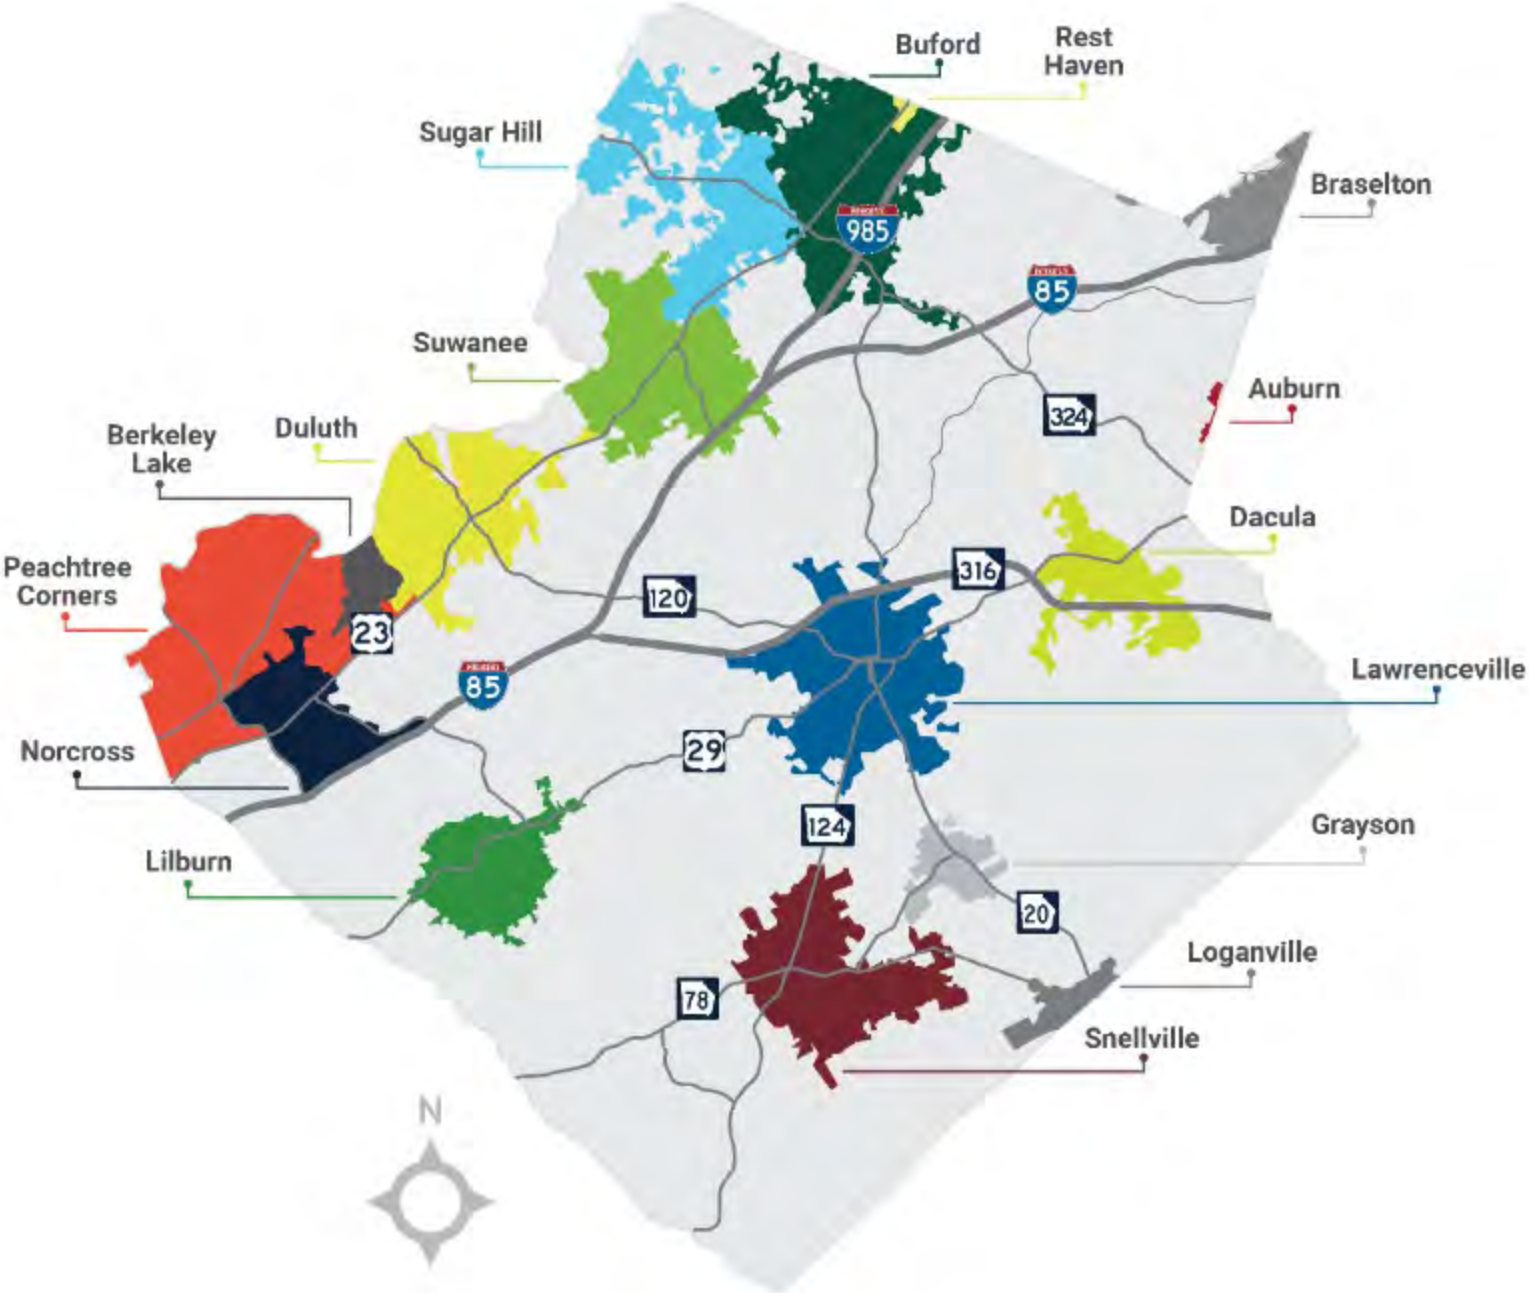 Buford
Rest
Haven
Sugar Hill
Braselton
985
85
Suwanee
Auburn
324
Duluth
Berkeley
Lake
Dacula
Peachtree
Corners
316
120
23
Lawrenceville
85
Norcross
29
124
Grayson
Lilburn
20
Loganville
78
Snellville
N